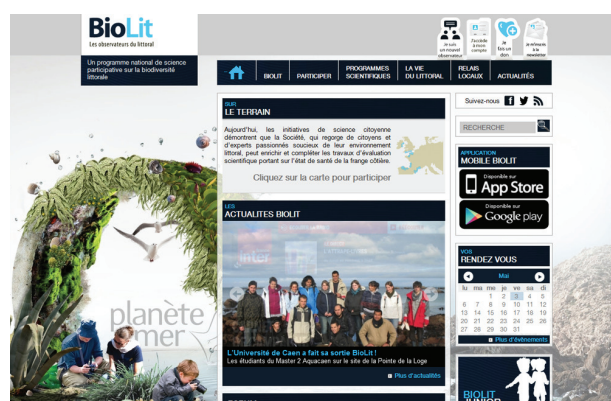 BioLit
Les observateurs du littoral
Un programme national de science
participative sur la biodiversité
littorale
Je suis
un nouvel
observateur
J'accède
à mon
compte
Je
fais un
don
Je m'abonne
à la
newsletter
BIOLIT
PARTICIPER
PROGRAMMES
SCIENTIFIQUES
LA VIE
DU LITTORAL
RELAIS
LOCAUX
ACTUALITÉS
SUR
LE TERRAIN
Aujourd'hui, les initiatives de science citoyenne
démontrent que la Société, qui regorge de citoyens et
d'experts passionnés soucieux de leur environnement
littoral, peut enrichir et compléter les travaux d'évaluation
scientifique portant sur l'état de santé de la frange côtière.
Cliquez sur la carte pour participer
LES
ACTUALITES BIOLIT
L'Université de Caen a fait sa sortie BioLit !
Les étudiants du Master 2 Aquacaen sur le site de la Pointe de la Loge
Plus d'actualités
Suivez-nous
RECHERCHE
APPLICATION
MOBILE BIOLIT
Disponible sur
App Store
Disponible sur
Google play
VOS
RENDEZ VOUS
Mai
lu ma me je ve sa di
1 2 3 4 5
6 7 8 9 10 11 12
13 14 15 16 17 18 19
20 21 22 23 24 25 26
27 28 29 30 31
Plus d'évènements
BIOLIT
JUNIOR
planète
mer